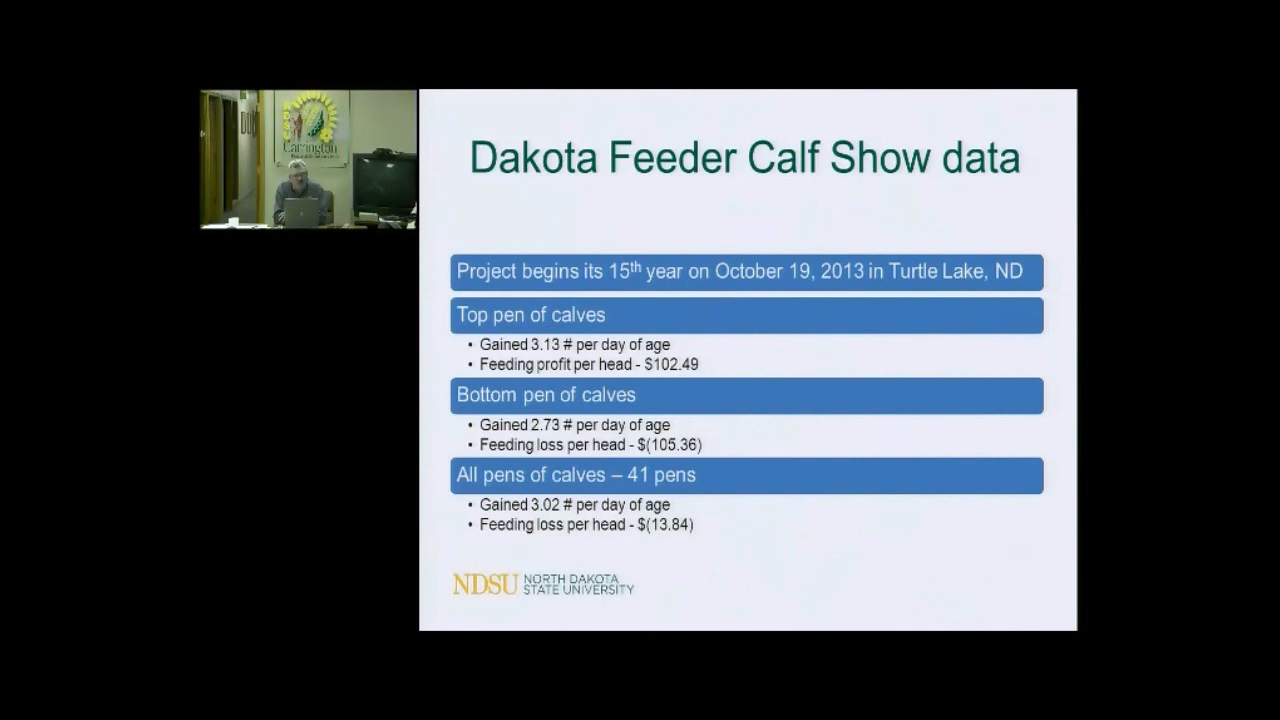 NDSU
Carrington
Dakota Feeder Calf Show data
Project begins its 15th year on October 19, 2013 in Turtle Lake, ND
Top pen of calves
• Gained 3.13 # per day of age
• Feeding profit per head - $102.49
Bottom pen of calves
• Gained 2.73 # per day of age
• Feeding loss per head - $(105.36)
All pens of calves – 41 pens
• Gained 3.02 # per day of age
• Feeding loss per head - $(13.84)
NDSU NORTH DAKOTA
STATE UNIVERSITY